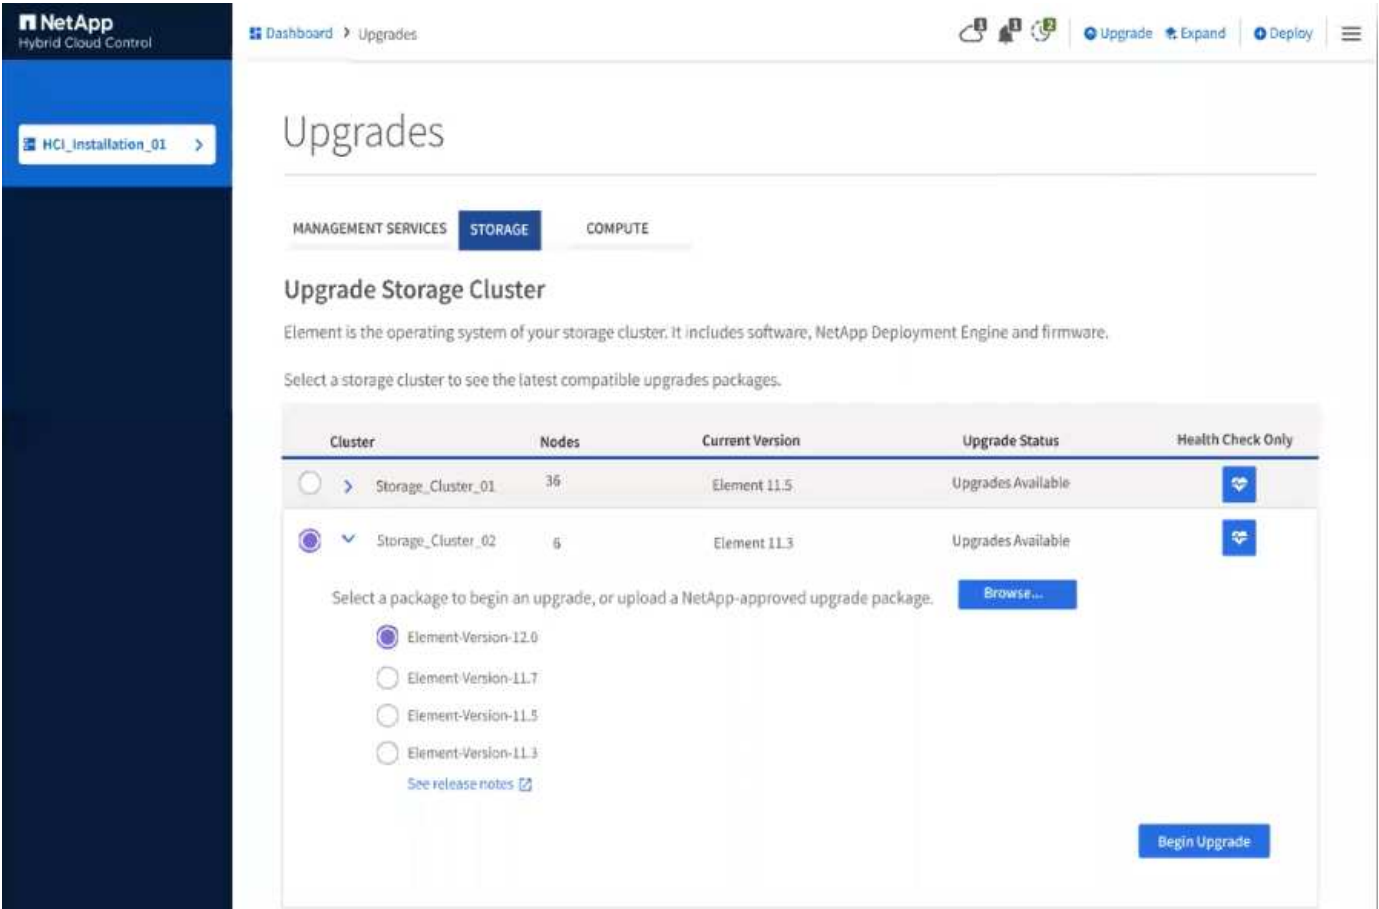 NetApp
Hybrid Cloud Control
Dashboard > Upgrades
1 1 2
Upgrade Expand Deploy
HCI_Installation_01 >
Upgrades
MANAGEMENT SERVICES STORAGE COMPUTE
Upgrade Storage Cluster
Element is the operating system of your storage cluster. It includes software, NetApp Deployment Engine and firmware.
Select a storage cluster to see the latest compatible upgrades packages.
Cluster Nodes Current Version Upgrade Status Health Check Only
Storage_Cluster_01 36 Element 11.5 Upgrades Available
Storage_Cluster_02 6 Element 11.3 Upgrades Available
Select a package to begin an upgrade, or upload a NetApp-approved upgrade package. Browse...
Element-Version-12.0
Element-Version-11.7
Element-Version-11.5
Element-Version-11.3
See release notes
Begin Upgrade